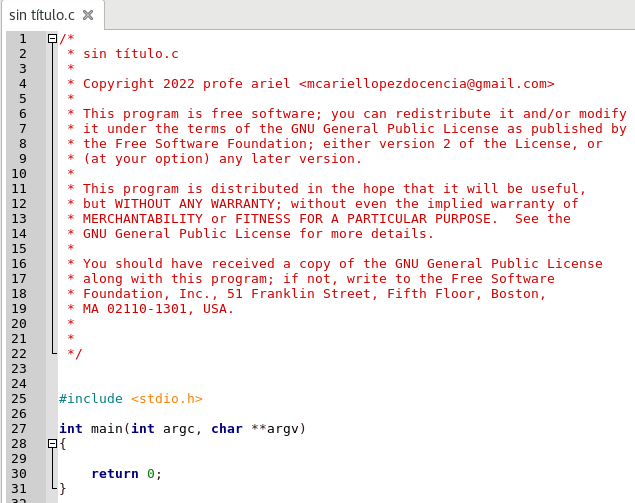 sin título.c
1 /*
2 * sin título.c
3 *
4 * Copyright 2022 profe ariel <mcariellopezdocencia@gmail.com>
5 *
6 * This program is free software; you can redistribute it and/or modify
7 * it under the terms of the GNU General Public License as published by
8 * the Free Software Foundation; either version 2 of the License, or
9 * (at your option) any later version.
10 *
11 * This program is distributed in the hope that it will be useful,
12 * but WITHOUT ANY WARRANTY; without even the implied warranty of
13 * MERCHANTABILITY or FITNESS FOR A PARTICULAR PURPOSE.  See the
14 * GNU General Public License for more details.
15 *
16 * You should have received a copy of the GNU General Public License
17 * along with this program; if not, write to the Free Software
18 * Foundation, Inc., 51 Franklin Street, Fifth Floor, Boston,
19 * MA 02110-1301, USA.
20 *
21 *
22 */
23
24
25 #include <stdio.h>
26
27 int main(int argc, char **argv)
28 {
29
30 return 0;
31 }
32